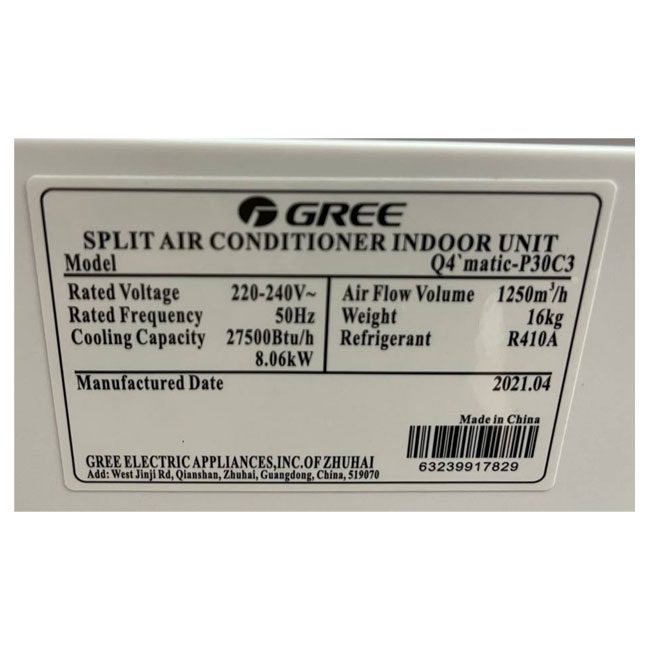 GREE
SPLIT AIR CONDITIONER INDOOR UNIT
Model Q4`matic-P30C3
Rated Voltage 220-240V~ Air Flow Volume 1250m³/h
Rated Frequency 50Hz Weight 16kg
Cooling Capacity 27500Btu/h Refrigerant R410A
8.06kW
Manufactured Date 2021.04
Made in China
63239917829
GREE ELECTRIC APPLIANCES,INC.OF ZHUHAI
Add: West Jinji Rd, Qianshan, Zhuhai, Guangdong, China, 519070